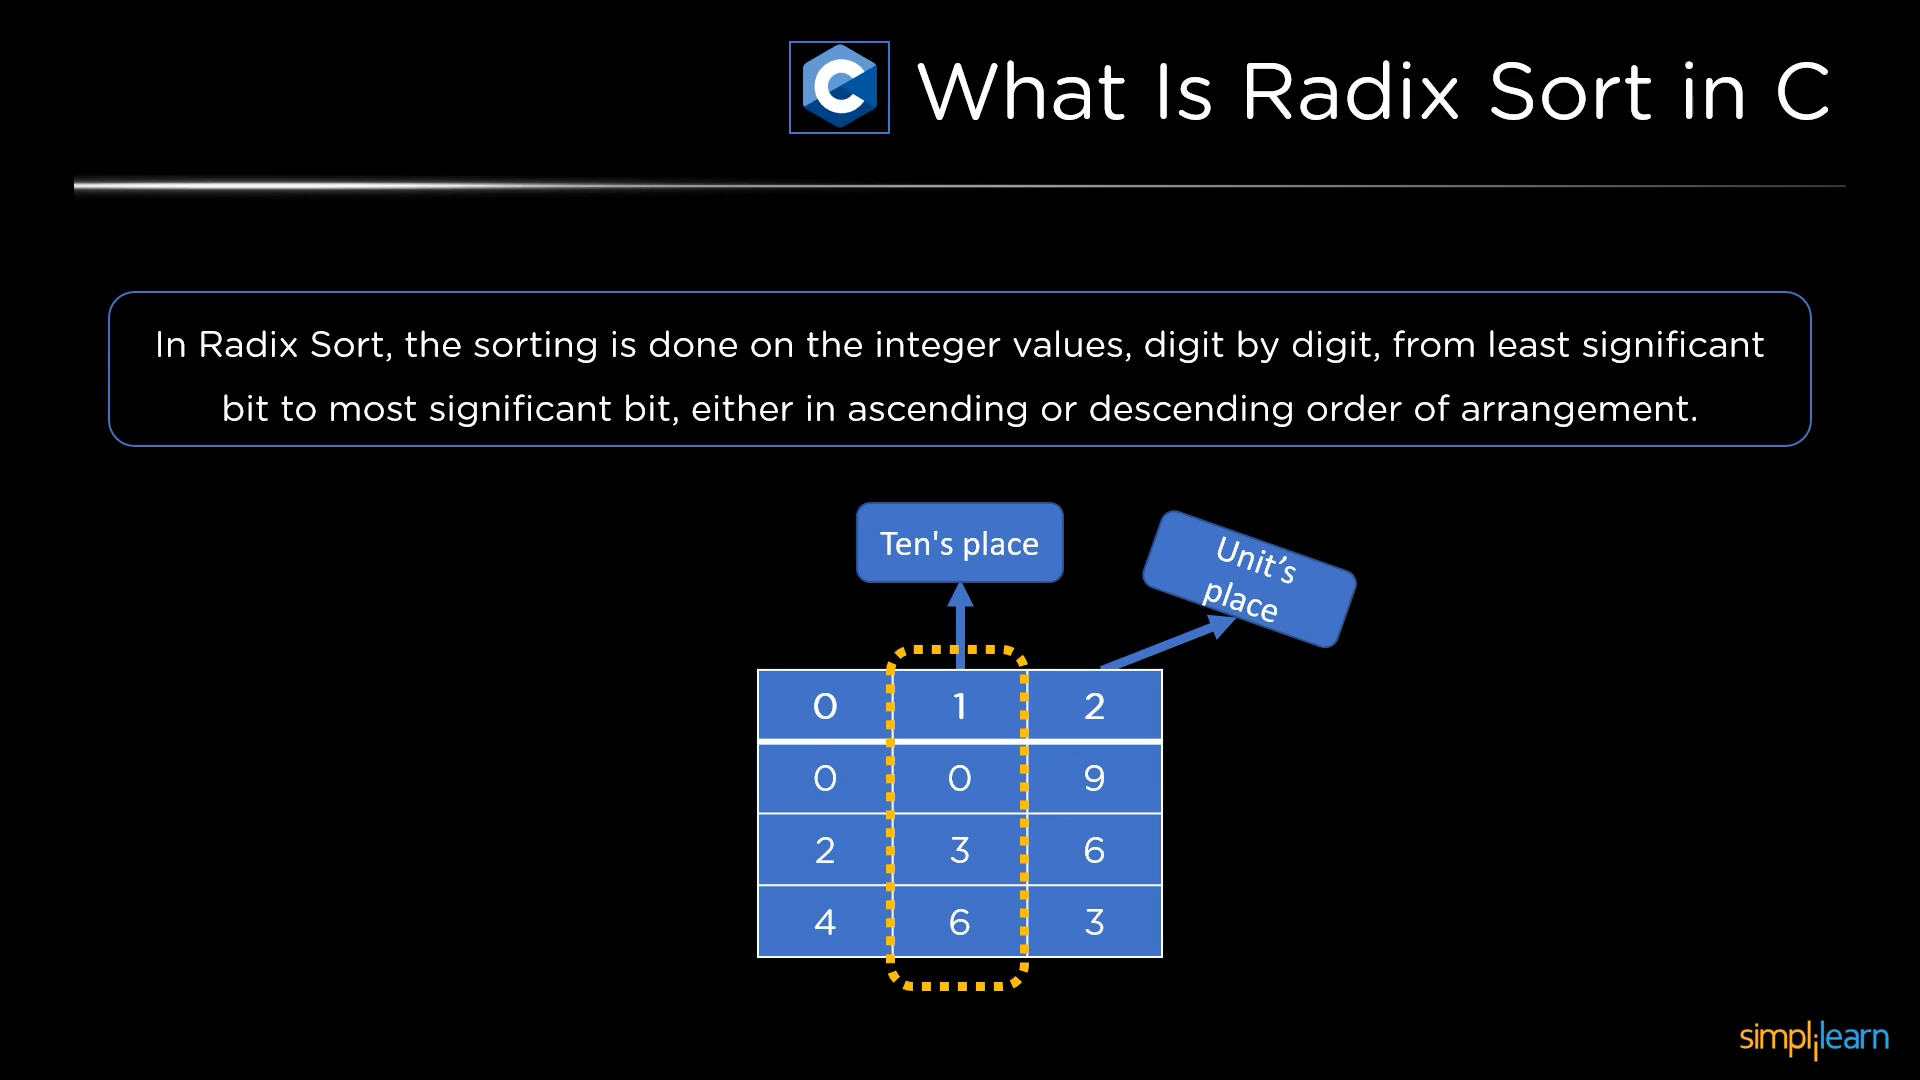 C What Is Radix Sort in C
In Radix Sort, the sorting is done on the integer values, digit by digit, from least significant
bit to most significant bit, either in ascending or descending order of arrangement.
Ten's place
Unit’s
place
0 1 2
0 0 9
2 3 6
4 6 3
simplilearn